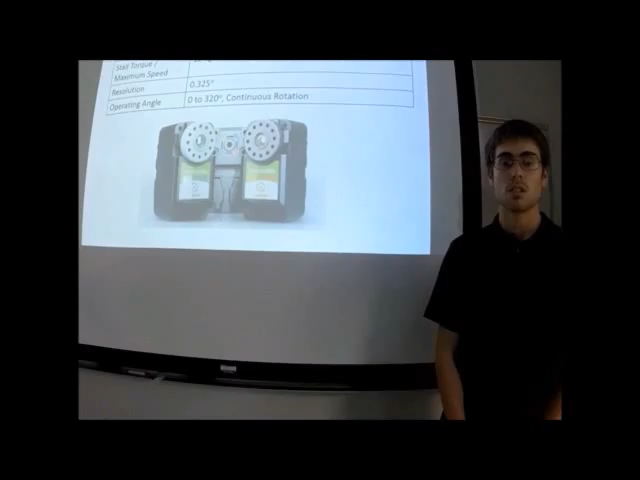 Stall Torque /
Maximum Speed
Resolution 0.325°
Operating Angle 0 to 320°, Continuous Rotation